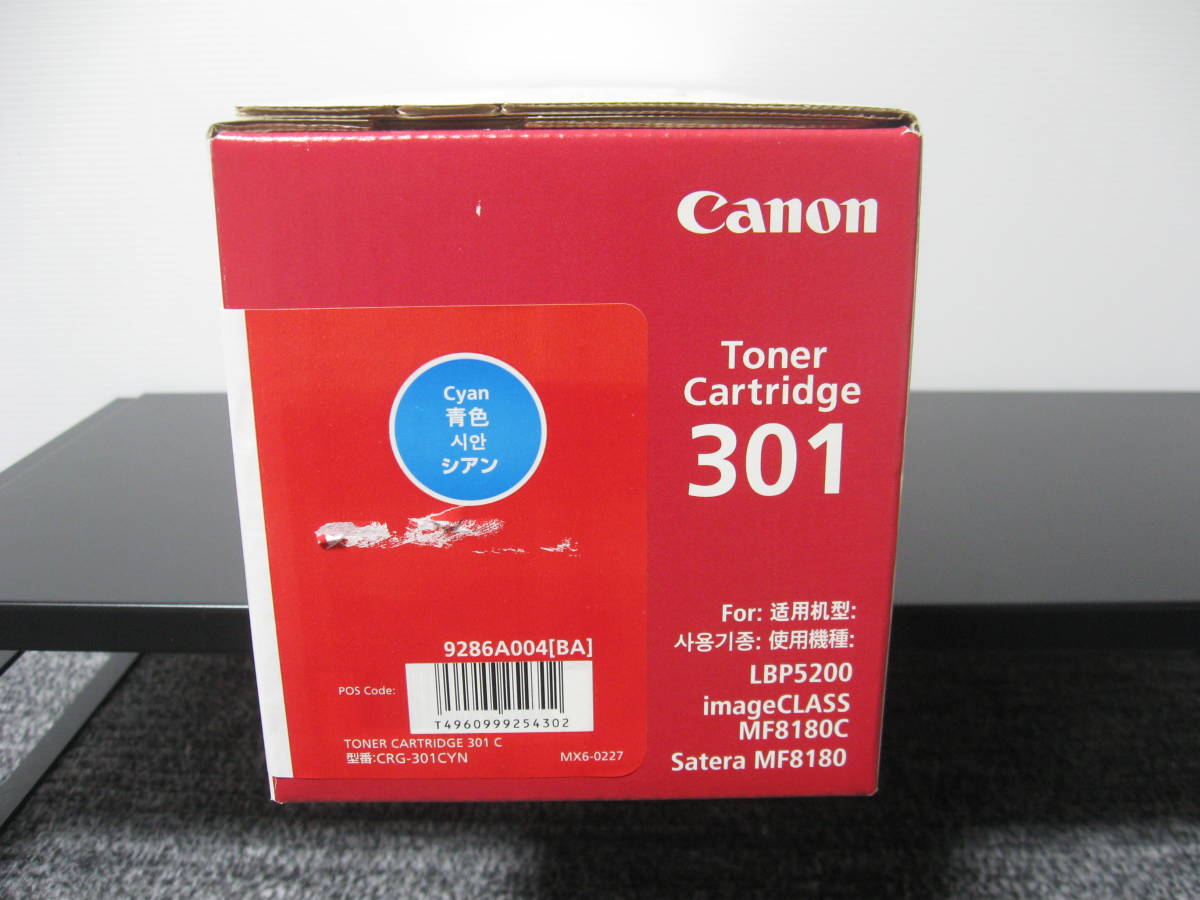 Canon
Toner
Cartridge
301
Cyan
青色
시안
シアン
For: 适用机型:
사용기종: 使用機種:
LBP5200
imageCLASS
MF8180C
Satera MF8180
9286A004[BA]
POS Code:
T4960999254302
TONER CARTRIDGE 301 C
型番:CRG-301CYN
MX6-0227